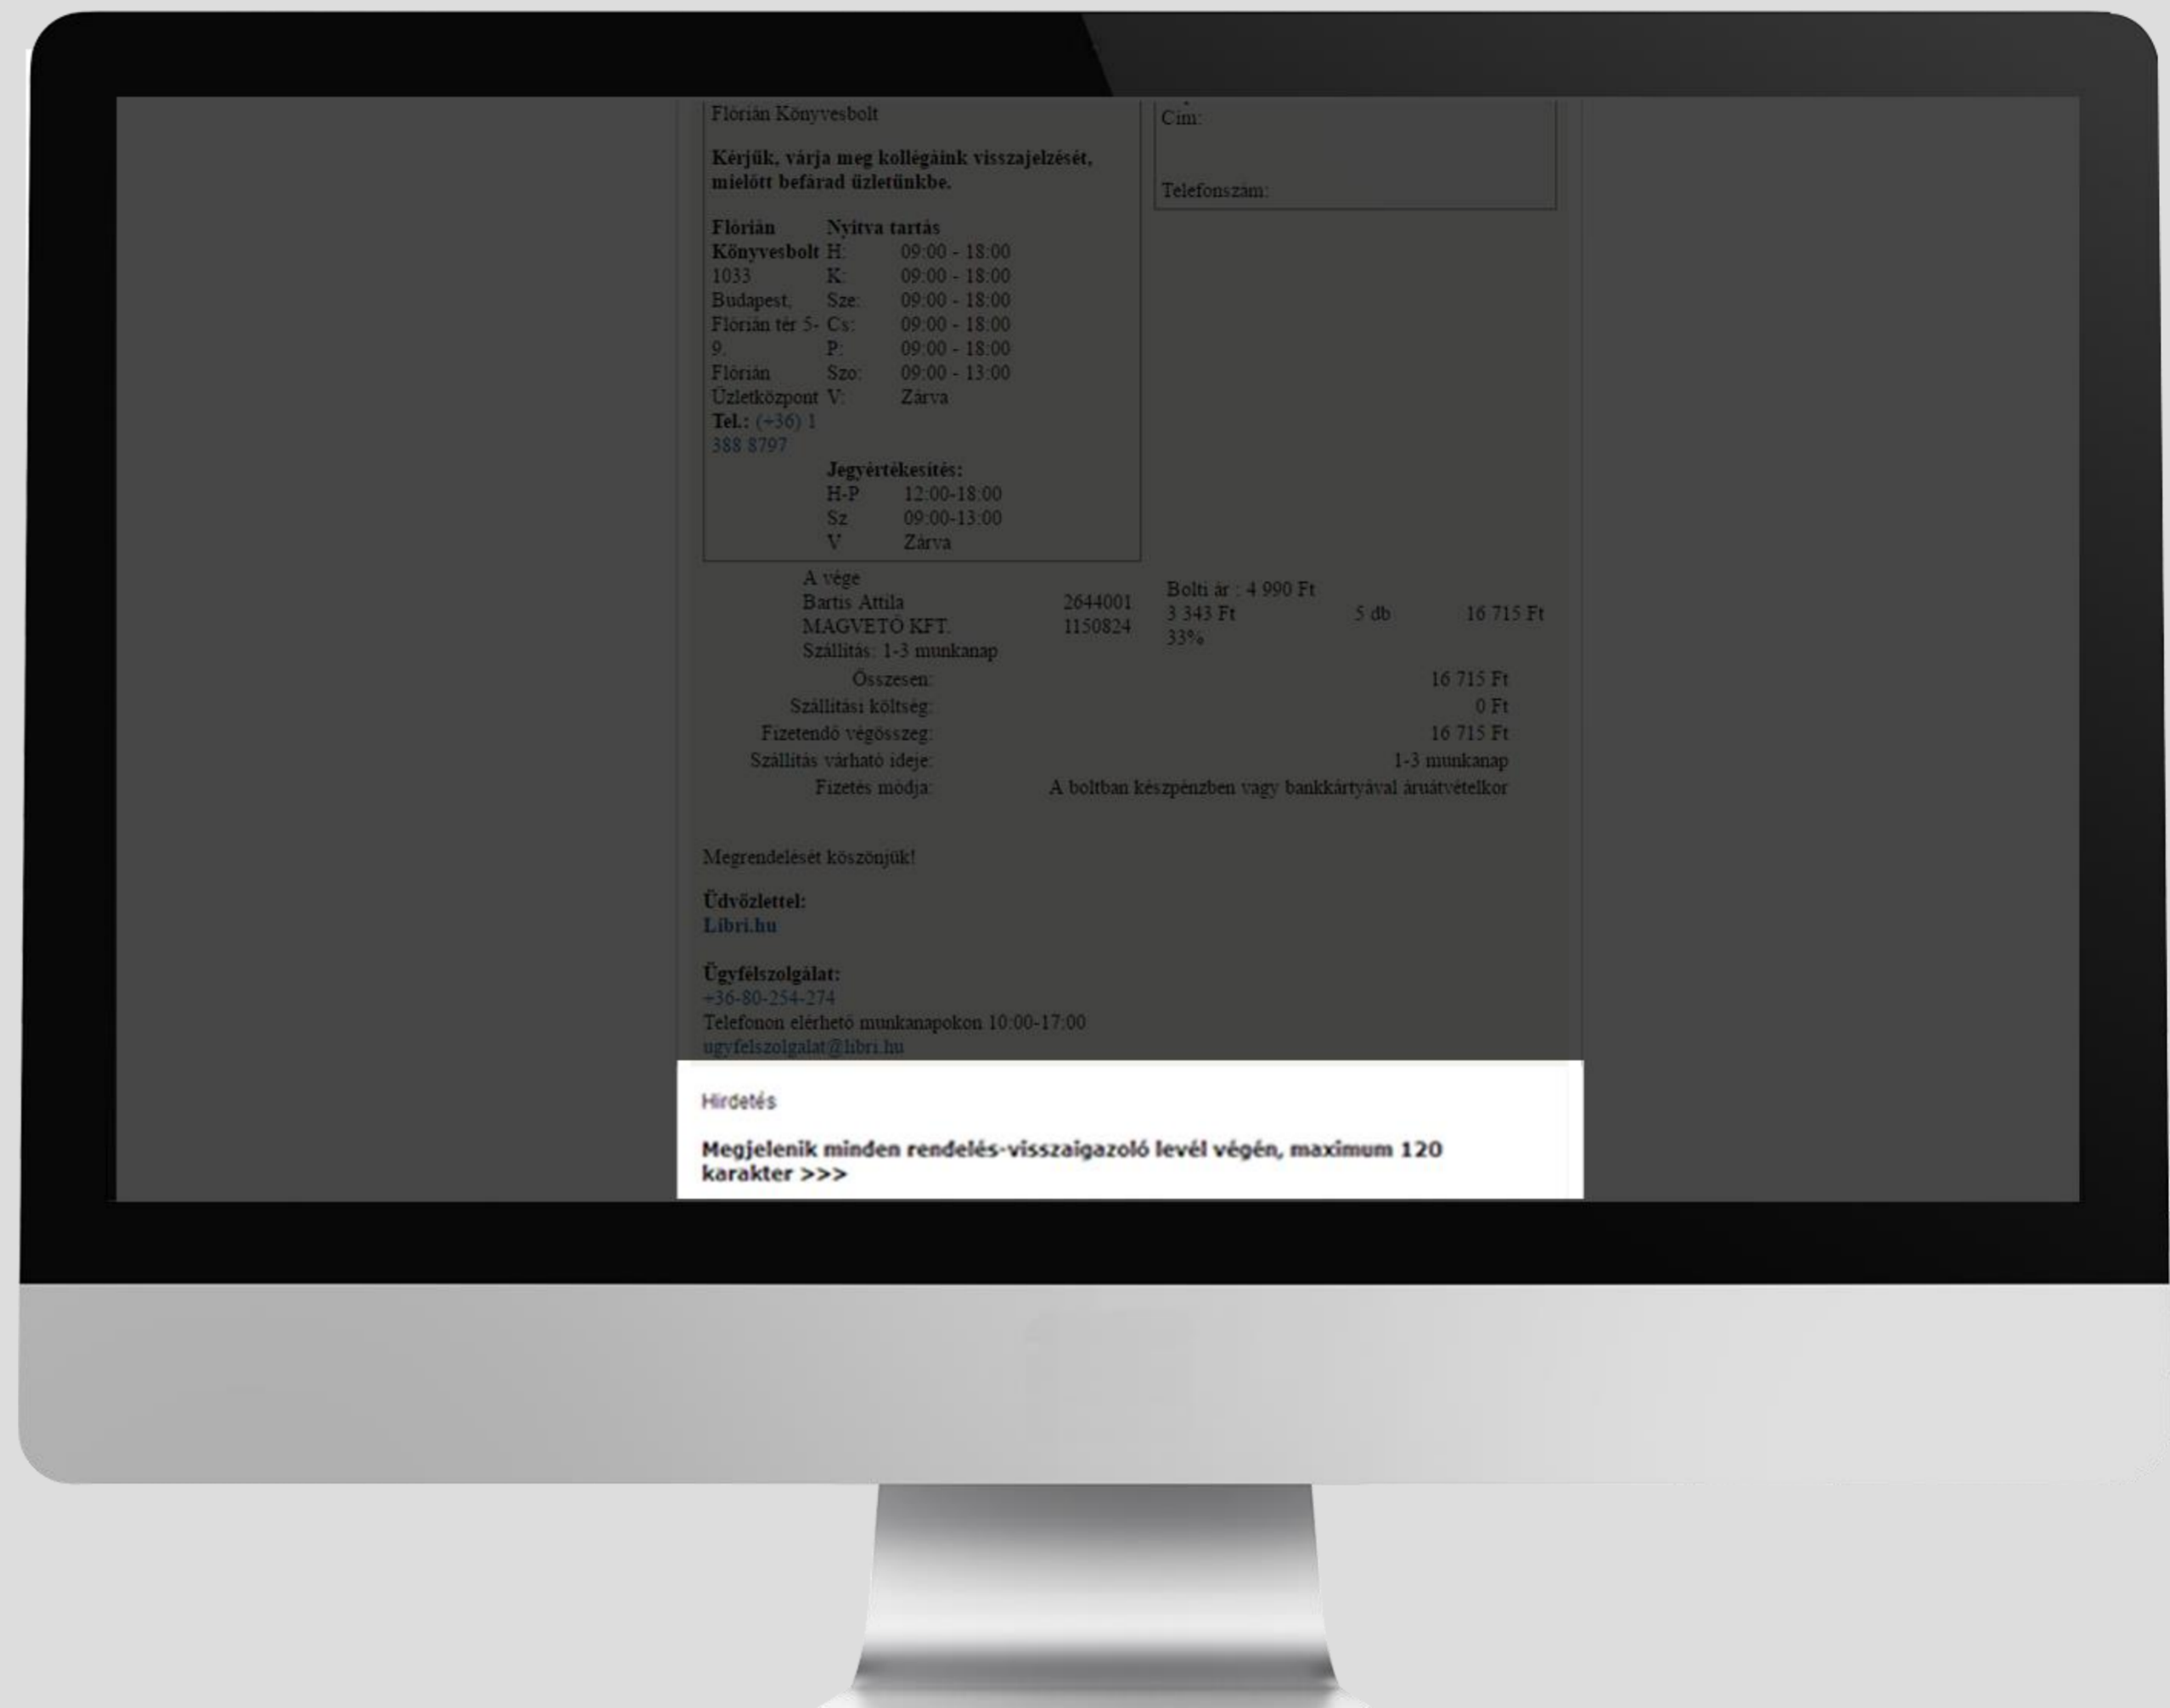 Flórián Könyvesbolt
Kérjük, várja meg kollégáink visszajelzését,
mielőtt befárad üzletünkbe.
Flórián
Könyvesbolt
1033
Budapest,
Flórián tér 5-
9.
Flórián
Üzletközpont
Tel.: (+36) 1
388 8797
Nyitva tartás
H: 09:00 - 18:00
K: 09:00 - 18:00
Sze: 09:00 - 18:00
Cs: 09:00 - 18:00
P: 09:00 - 18:00
Szo: 09:00 - 13:00
V: Zárva
Jegyértékesítés:
H-P 12:00-18:00
Sz 09:00-13:00
V Zárva
Cím:
Telefonszám:
A vége
Bartis Attila
MAGVETŐ KFT.
Szállítás: 1-3 munkanap
2644001
1150824
Bolti ár : 4 990 Ft
3 343 Ft 5 db 16 715 Ft
33%
Összesen: 16 715 Ft
Szállítási költség: 0 Ft
Fizetendő végösszeg: 16 715 Ft
Szállítás várható ideje: 1-3 munkanap
Fizetés módja: A boltban készpénzben vagy bankkártyával áruátvételkor
Megrendelését köszönjük!
Üdvözlettel:
Libri.hu
Ügyfélszolgálat:
+36-80-254-274
Telefonon elérhető munkanapokon 10:00-17:00
ugyfelszolgalat@libri.hu
Hirdetés
Megjelenik minden rendelés-visszaigazoló levél végén, maximum 120
karakter >>>